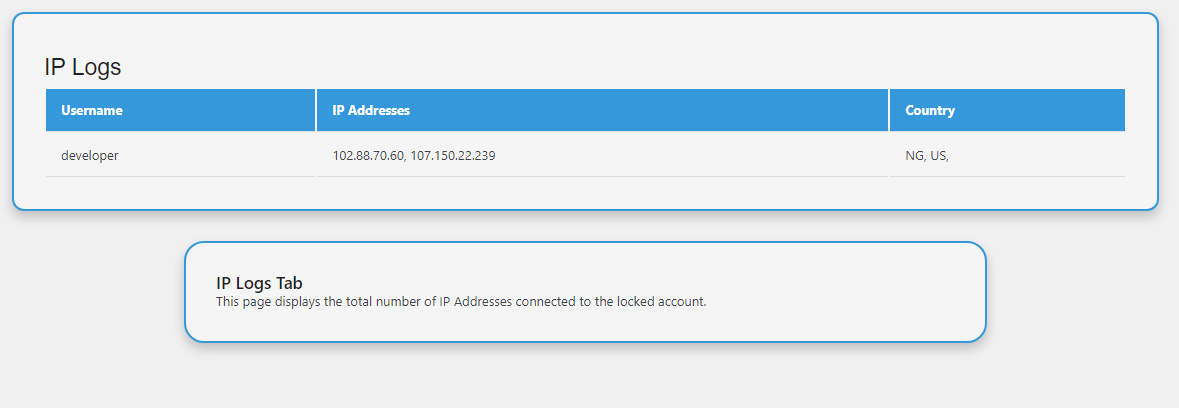 IP Logs
Username IP Addresses Country
developer 102.88.70.60, 107.150.22.239 NG, US,
IP Logs Tab
This page displays the total number of IP Addresses connected to the locked account.